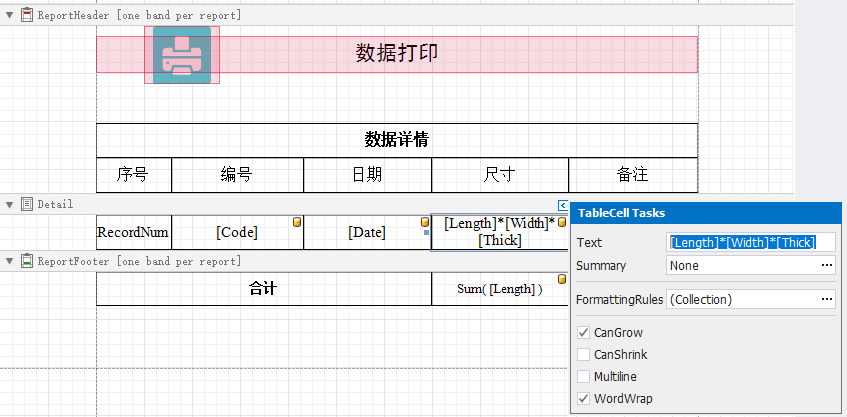 ReportHeader [one band per report]
数据打印
数据详情
序号 编号 日期 尺寸 备注
Detail
RecordNum [Code] [Date] [Length]*[Width]*
[Thick]
ReportFooter [one band per report]
合计 Sum( [Length] )
TableCell Tasks
Text [Length]*[Width]*[Thick]
Summary None ...
FormattingRules (Collection) ...
CanGrow
CanShrink
Multiline
WordWrap